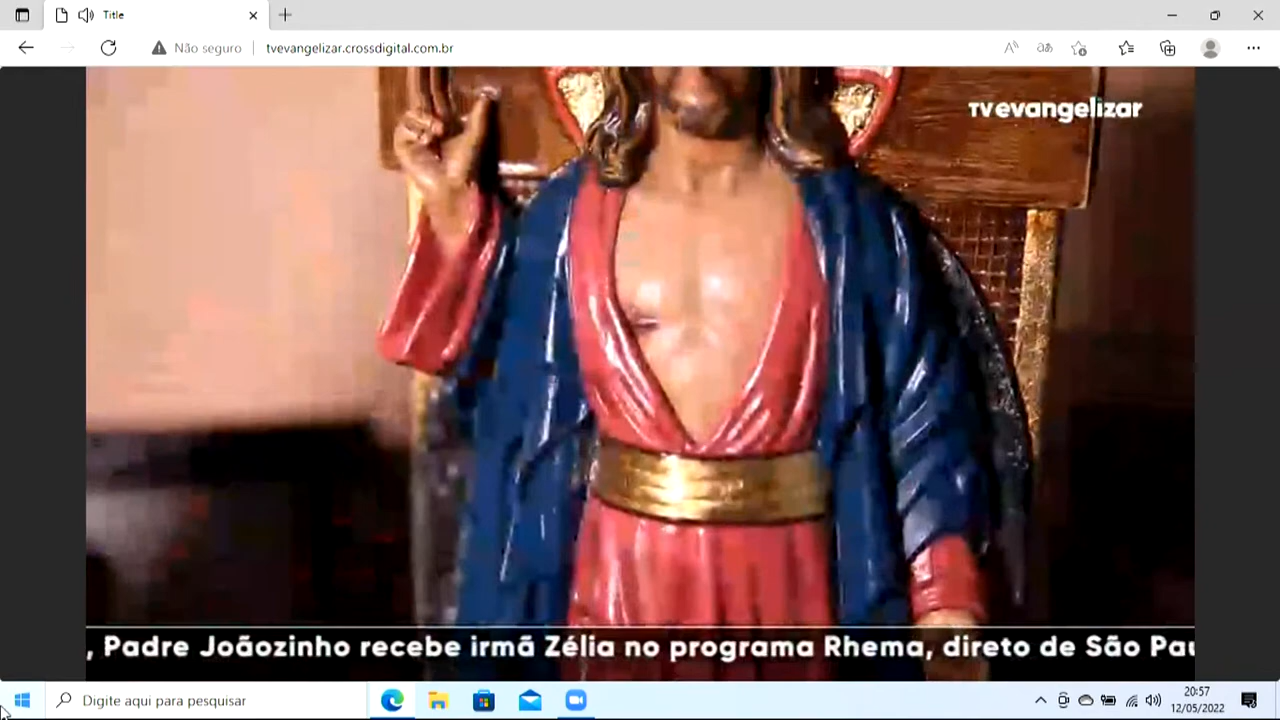 Title
Não seguro
tvevangelizar.crossdigital.com.br
TVevangelizar
, Padre Joãozinho recebe irmã Zélia no programa Rhema, direto de São Pau
Digite aqui para pesquisar
20:57
12/05/2022